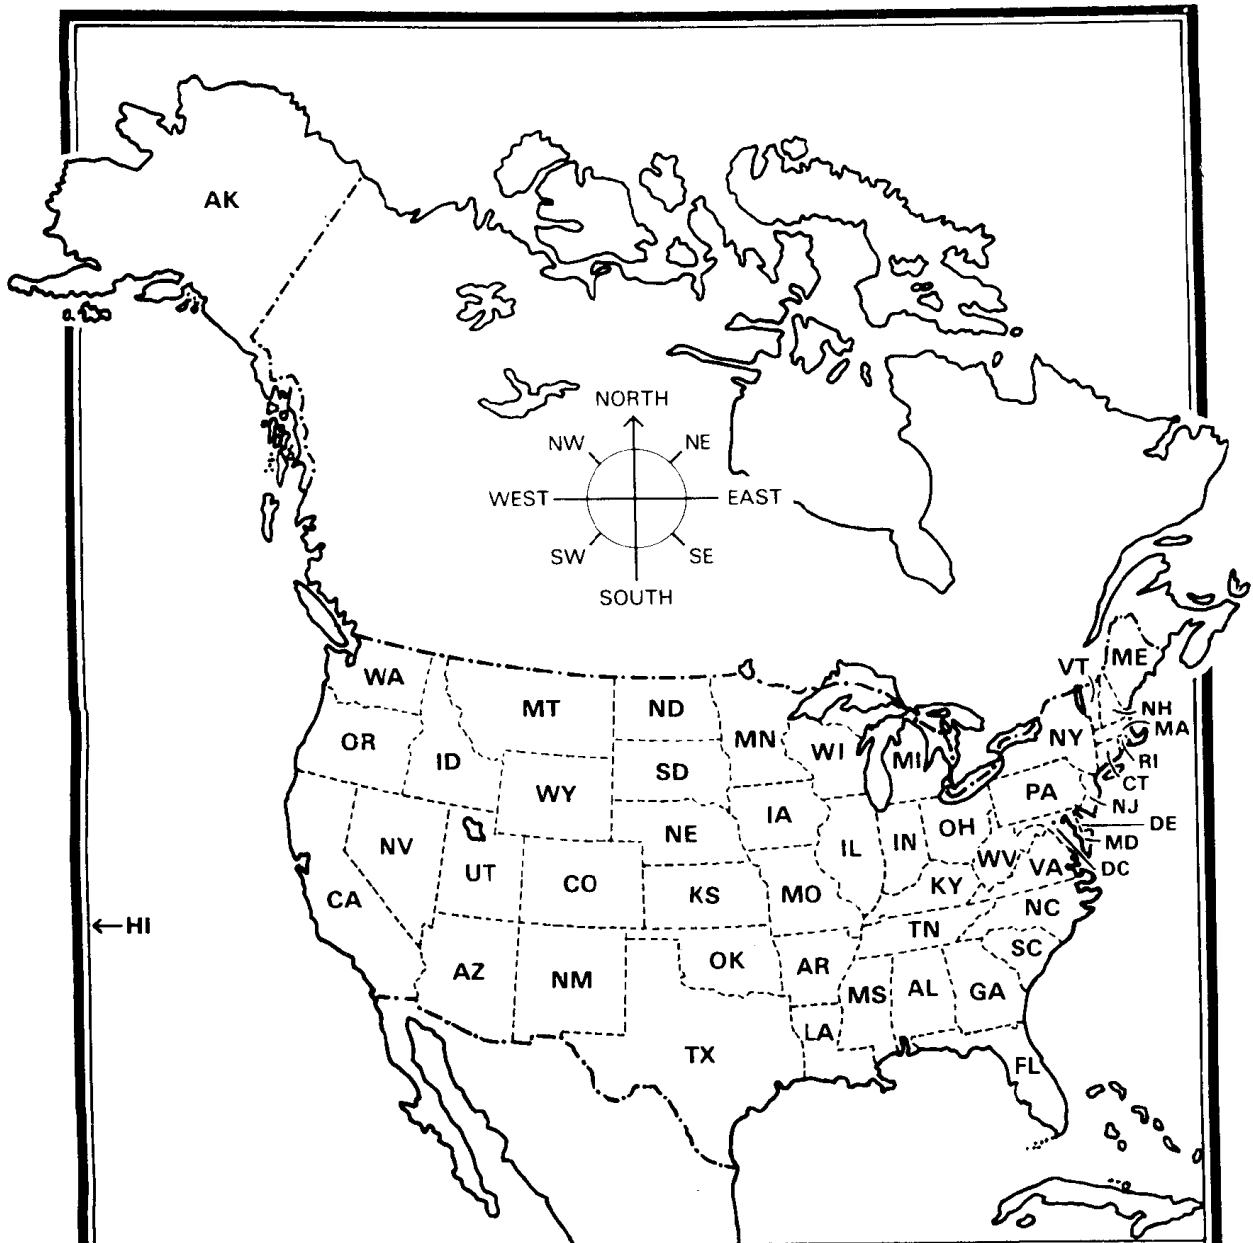 AK
NORTH
NW
NE
WEST
EAST
SW
SE
SOUTH
WA
MT
ND
MN
VT
ME
OR
ID
WY
SD
WI
MI
NY
NH
MA
RI
CT
NJ
PA
NV
UT
CO
NE
IA
IL
IN
OH
WV
VA
DE
MD
DC
CA
←HI
AZ
NM
KS
MO
KY
OK
AR
TN
NC
SC
TX
LA
MS
AL
GA
FL